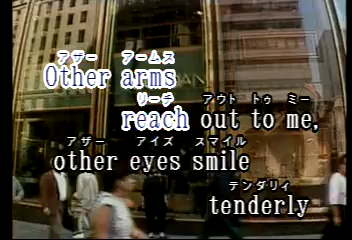 アザー アームス
Other arms
リーチ アウト トゥ ミー
reach out to me,
アザー アイズ スマイル
other eyes smile
テンダリィ
tenderly